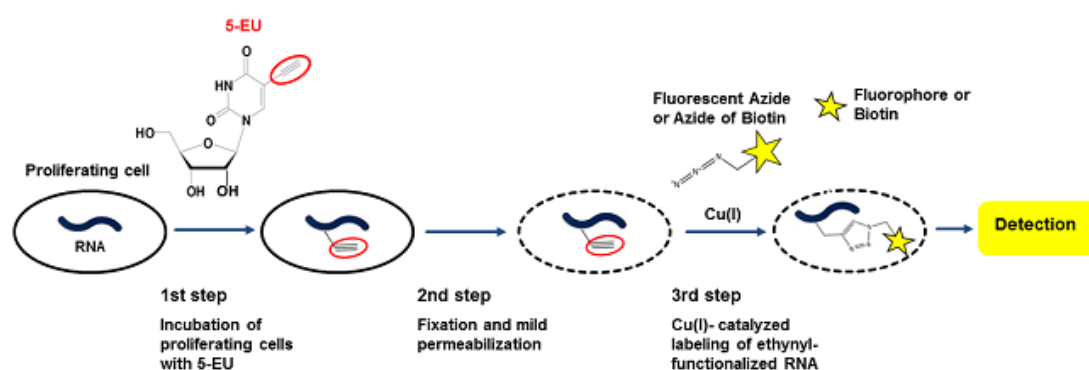 5-EU
O
HN
O
N
HO
O
OH
OH
Fluorescent Azide
or Azide of Biotin
Fluorophore or
Biotin
Proliferating cell
RNA
Cu(I)
Detection
1st step
Incubation of
proliferating cells
with 5-EU
2nd step
Fixation and mild
permeabilization
3rd step
Cu(I)- catalyzed
labeling of ethynyl-
functionalized RNA